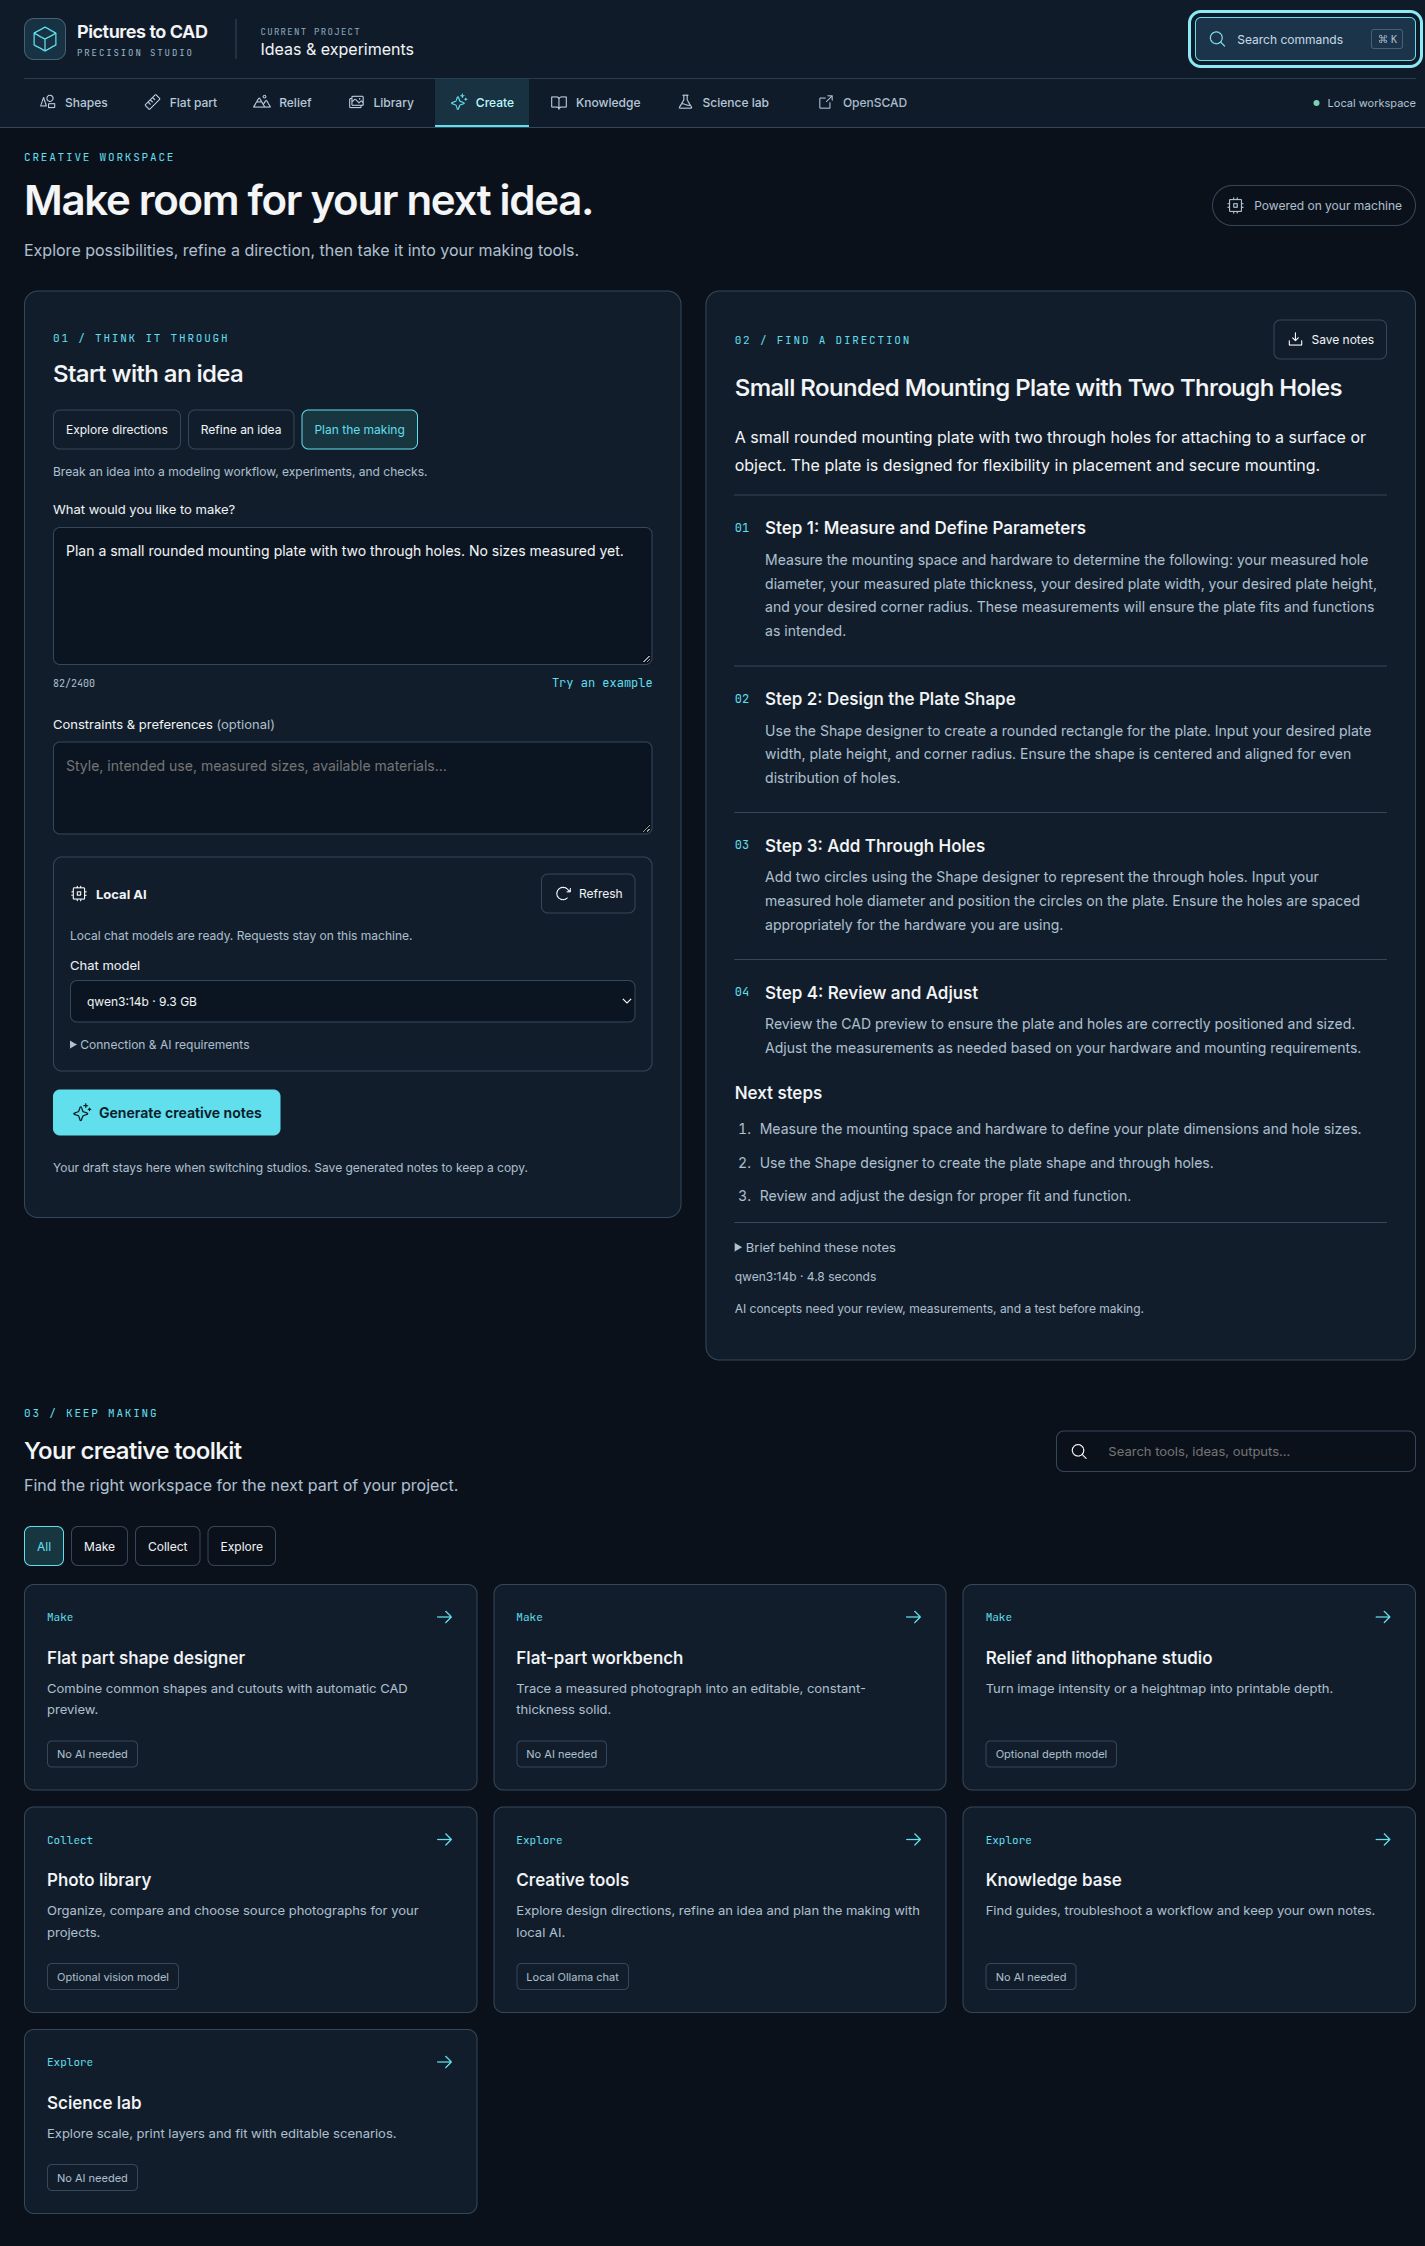 Pictures to CAD
PRECISION STUDIO
CURRENT PROJECT
Ideas & experiments
Search commands
⌘ K
Shapes
Flat part
Relief
Library
Create
Knowledge
Science lab
OpenSCAD
Local workspace
CREATIVE WORKSPACE
Make room for your next idea.
Explore possibilities, refine a direction, then take it into your making tools.
Powered on your machine
01 / THINK IT THROUGH
Start with an idea
Explore directions
Refine an idea
Plan the making
Break an idea into a modeling workflow, experiments, and checks.
What would you like to make?
Plan a small rounded mounting plate with two through holes. No sizes measured yet.
82/2400
Try an example
Constraints & preferences (optional)
Style, intended use, measured sizes, available materials...
Local AI
Refresh
Local chat models are ready. Requests stay on this machine.
Chat model
qwen3:14b · 9.3 GB
Connection & AI requirements
Generate creative notes
Your draft stays here when switching studios. Save generated notes to keep a copy.
02 / FIND A DIRECTION
Save notes
Small Rounded Mounting Plate with Two Through Holes
A small rounded mounting plate with two through holes for attaching to a surface or
object. The plate is designed for flexibility in placement and secure mounting.
01
Step 1: Measure and Define Parameters
Measure the mounting space and hardware to determine the following: your measured hole
diameter, your measured plate thickness, your desired plate width, your desired plate height,
and your desired corner radius. These measurements will ensure the plate fits and functions
as intended.
02
Step 2: Design the Plate Shape
Use the Shape designer to create a rounded rectangle for the plate. Input your desired plate
width, plate height, and corner radius. Ensure the shape is centered and aligned for even
distribution of holes.
03
Step 3: Add Through Holes
Add two circles using the Shape designer to represent the through holes. Input your
measured hole diameter and position the circles on the plate. Ensure the holes are spaced
appropriately for the hardware you are using.
04
Step 4: Review and Adjust
Review the CAD preview to ensure the plate and holes are correctly positioned and sized.
Adjust the measurements as needed based on your hardware and mounting requirements.
Next steps
1. Measure the mounting space and hardware to define your plate dimensions and hole sizes.
2. Use the Shape designer to create the plate shape and through holes.
3. Review and adjust the design for proper fit and function.
Brief behind these notes
qwen3:14b · 4.8 seconds
AI concepts need your review, measurements, and a test before making.
03 / KEEP MAKING
Your creative toolkit
Find the right workspace for the next part of your project.
Search tools, ideas, outputs...
All
Make
Collect
Explore
Make
Flat part shape designer
Combine common shapes and cutouts with automatic CAD
preview.
No AI needed
Make
Flat-part workbench
Trace a measured photograph into an editable, constant-
thickness solid.
No AI needed
Make
Relief and lithophane studio
Turn image intensity or a heightmap into printable depth.
Optional depth model
Collect
Photo library
Organize, compare and choose source photographs for your
projects.
Optional vision model
Explore
Creative tools
Explore design directions, refine an idea and plan the making with
local AI.
Local Ollama chat
Explore
Knowledge base
Find guides, troubleshoot a workflow and keep your own notes.
No AI needed
Explore
Science lab
Explore scale, print layers and fit with editable scenarios.
No AI needed